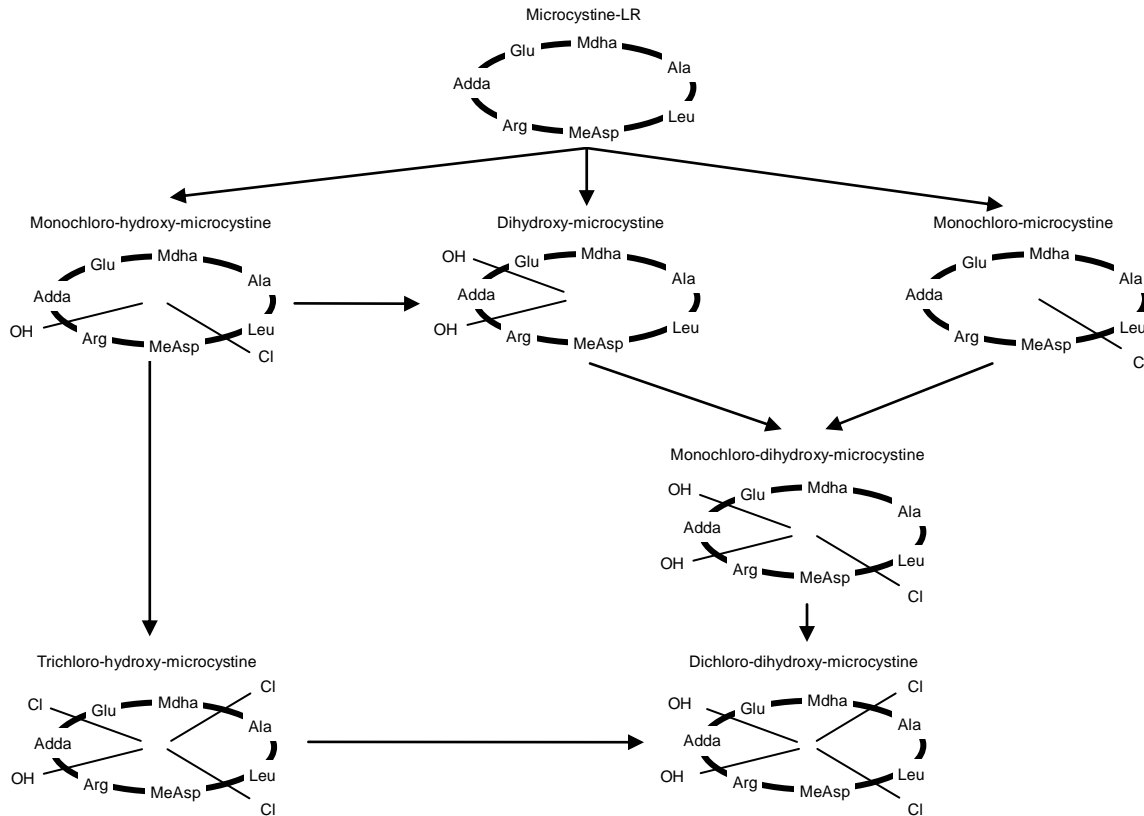 Microcystine-LR
Glu Mdha
Adda Ala
Arg MeAsp Leu
Monochloro-hydroxy-microcystine
Glu Mdha
Adda Ala
OH Arg MeAsp Leu
Cl
Dihydroxy-microcystine
OH Glu Mdha
Adda Ala
OH Arg MeAsp Leu
Monochloro-microcystine
Glu Mdha
Adda Ala
Arg MeAsp Leu
Cl
Monochloro-dihydroxy-microcystine
OH Glu Mdha
Adda Ala
OH Arg MeAsp Leu
Cl
Trichloro-hydroxy-microcystine
Cl Glu Mdha Cl
Adda Ala
OH Arg MeAsp Leu
Cl
Dichloro-dihydroxy-microcystine
OH Glu Mdha Cl
Adda Ala
OH Arg MeAsp Leu
Cl